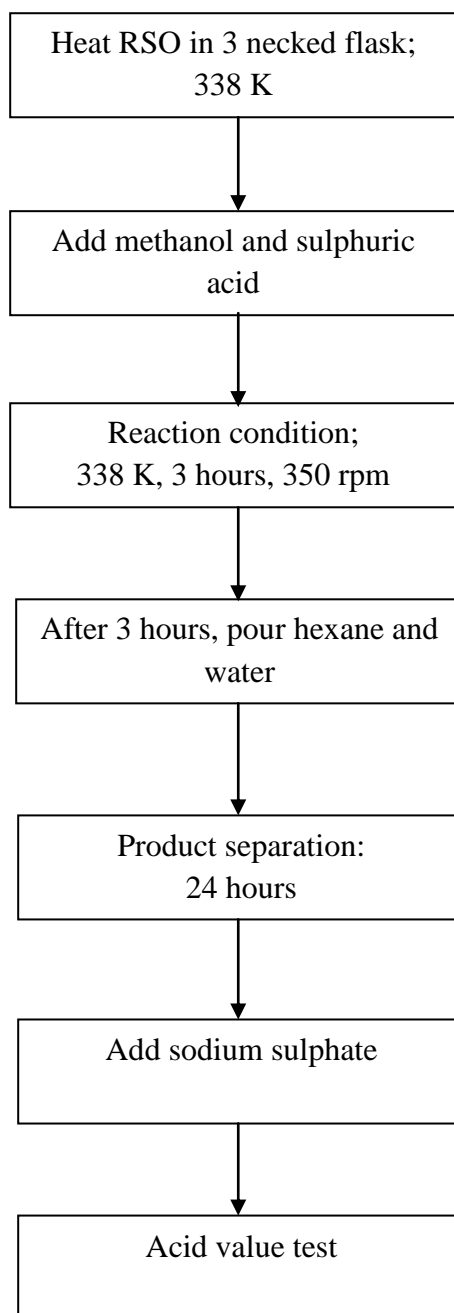 Heat RSO in 3 necked flask;
338 K
Add methanol and sulphuric
acid
Reaction condition;
338 K, 3 hours, 350 rpm
After 3 hours, pour hexane and
water
Product separation:
24 hours
Add sodium sulphate
Acid value test